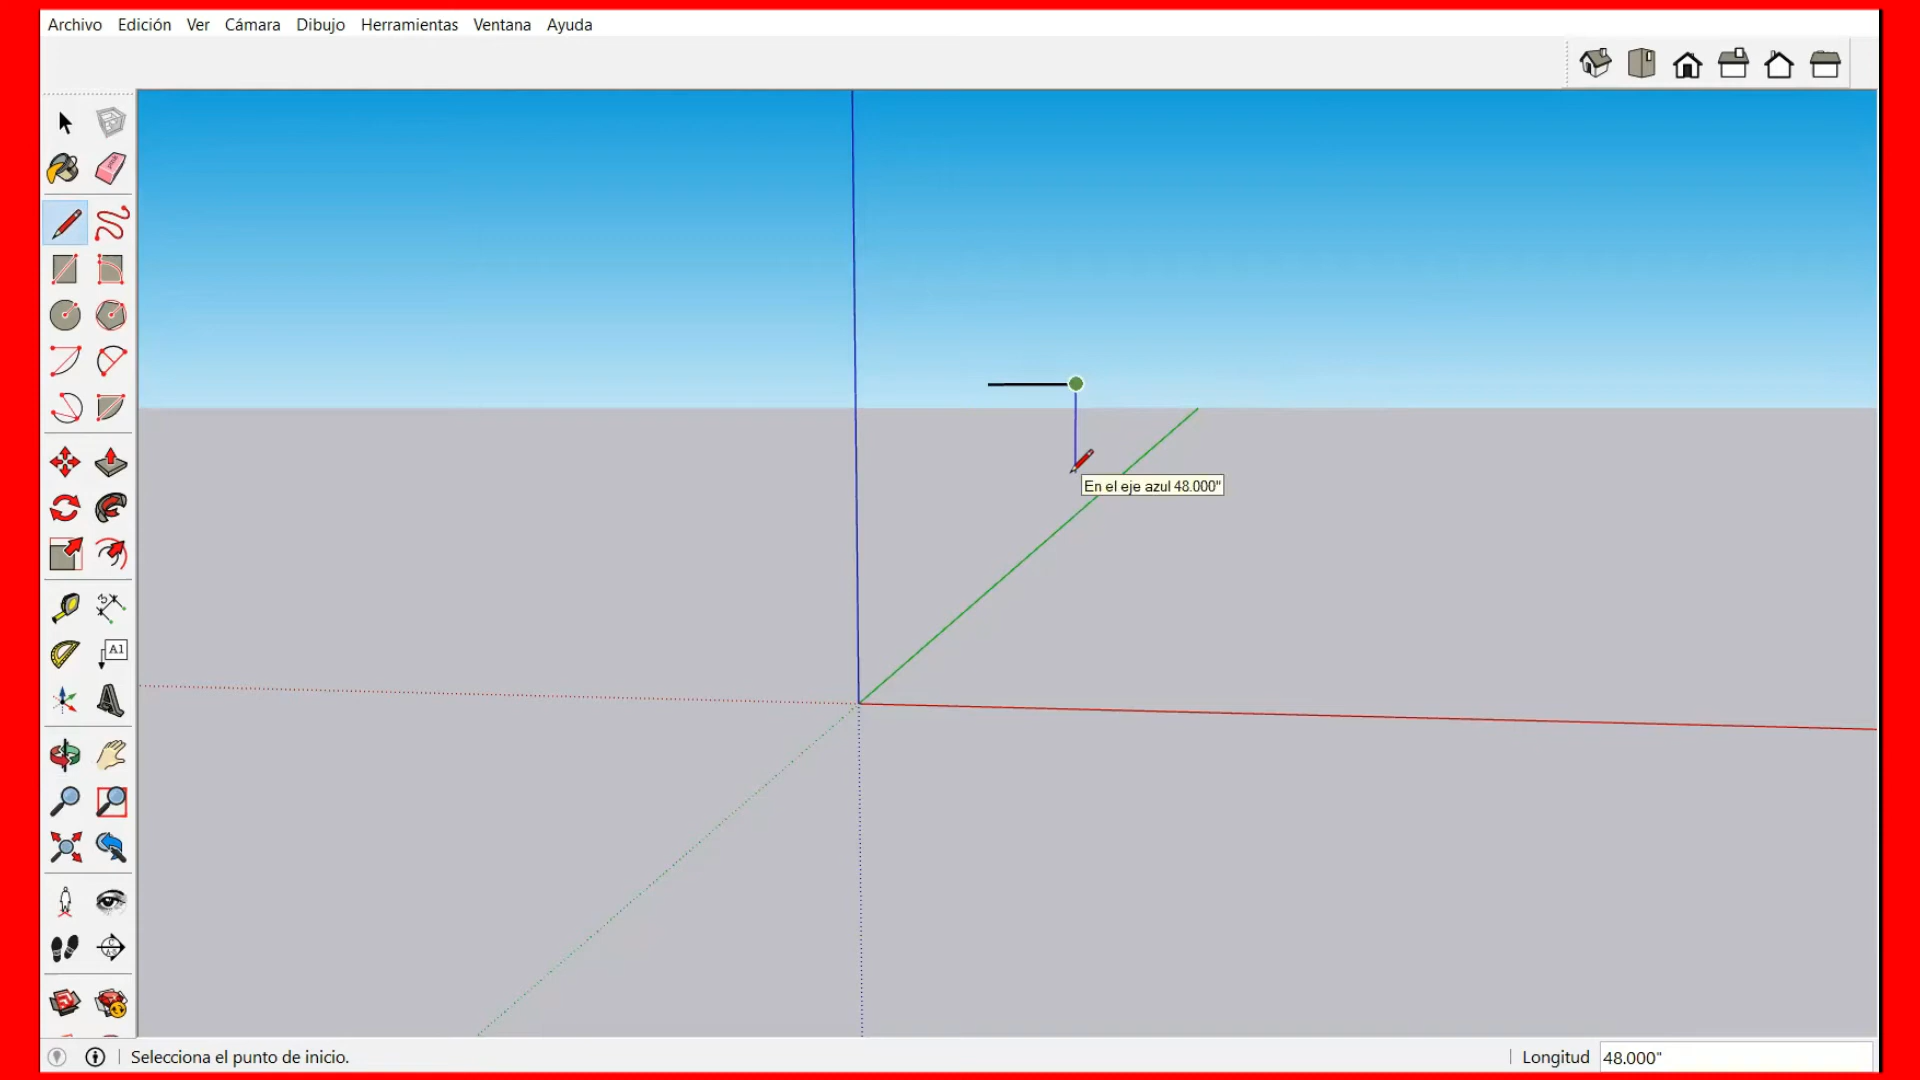 Archivo Edición Ver Cámara Dibujo Herramientas Ventana Ayuda
A1
En el eje azul 48.000"
Selecciona el punto de inicio.
Longitud 48.000"